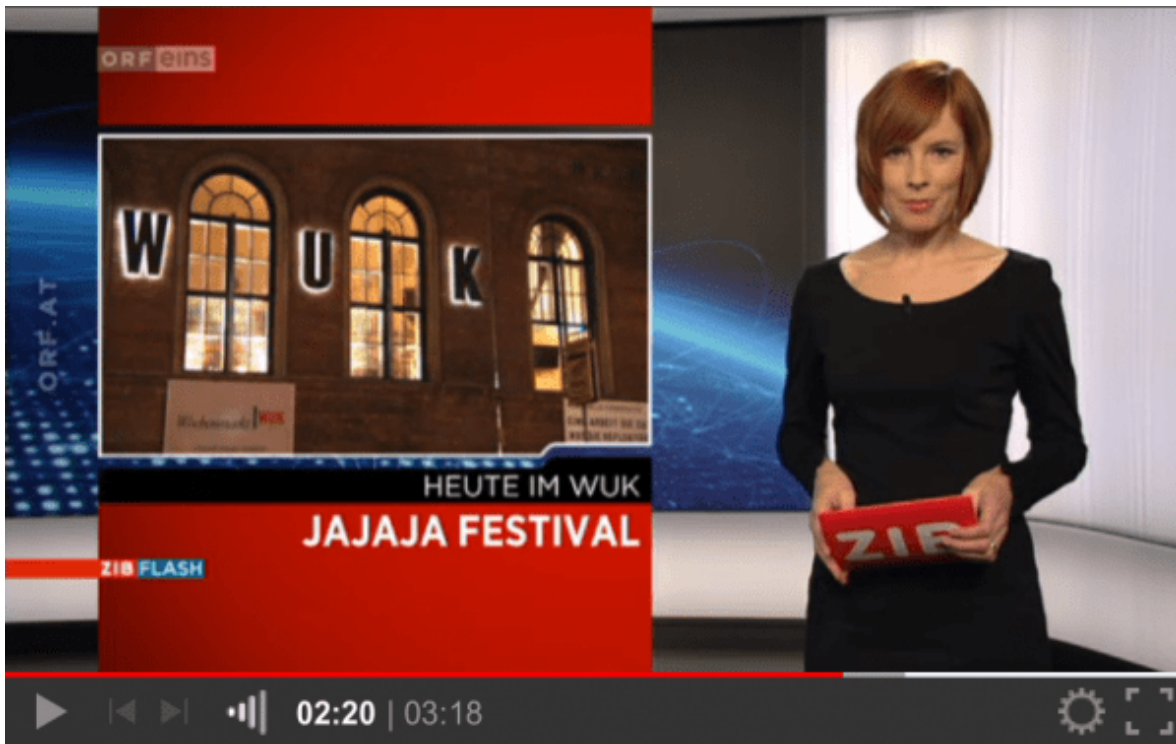 ORF eins
W U K
WUK
HEUTE IM WUK
JAJAJA FESTIVAL
ORF.AT
ZIB FLASH
ZIB
02:20 | 03:18